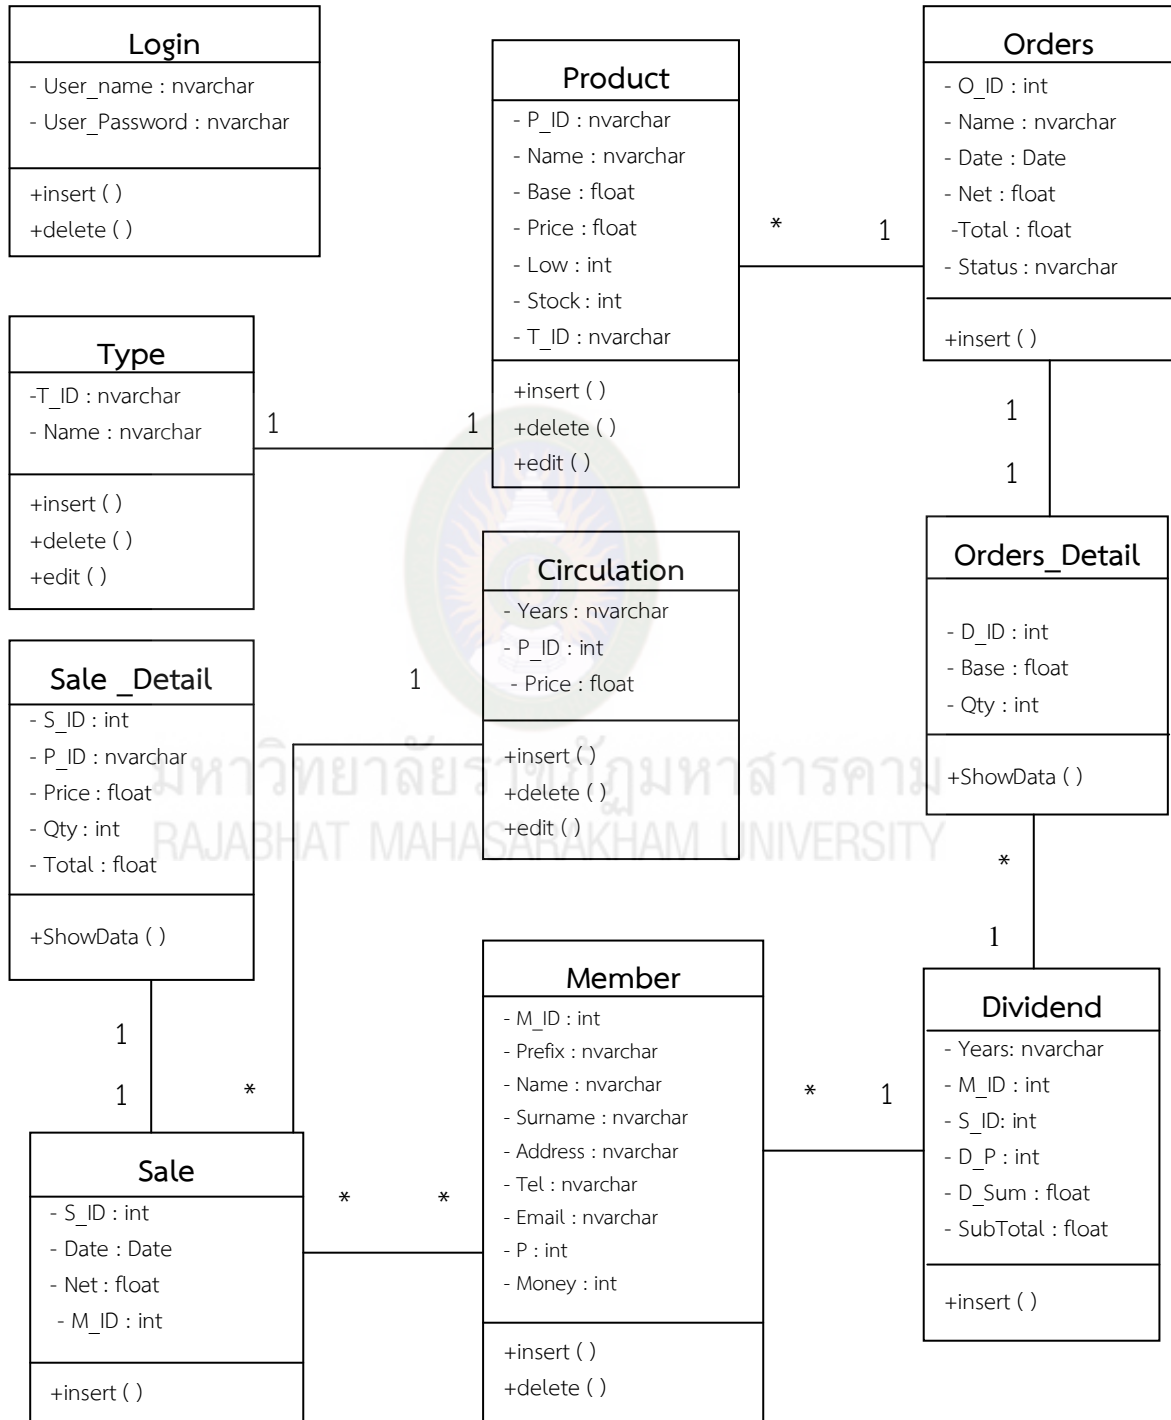 Login
- User_name : nvarchar
- User_Password : nvarchar
+insert ( )
+delete ( )
Product
- P_ID : nvarchar
- Name : nvarchar
- Base : float
- Price : float
- Low : int
- Stock : int
- T_ID : nvarchar
+insert ( )
+delete ( )
+edit ( )
* 1
Orders
- O_ID : int
- Name : nvarchar
- Date : Date
- Net : float
-Total : float
- Status : nvarchar
+insert ( )
Type
-T_ID : nvarchar
- Name : nvarchar
+insert ( )
+delete ( )
+edit ( )
1 1
1
1
Circulation
- Years : nvarchar
- P_ID : int
- Price : float
+insert ( )
+delete ( )
+edit ( )
Orders_Detail
- D_ID : int
- Base : float
- Qty : int
+ShowData ( )
Sale _Detail
- S_ID : int
- P_ID : nvarchar
- Price : float
- Qty : int
- Total : float
+ShowData ( )
1
มหาวิทยาลัยราชภัฏมหาสารคาม
RAJABHAT MAHASARAKHAM UNIVERSITY
*
1
1
1
*
Member
- M_ID : int
- Prefix : nvarchar
- Name : nvarchar
- Surname : nvarchar
- Address : nvarchar
- Tel : nvarchar
- Email : nvarchar
- P : int
- Money : int
+insert ( )
+delete ( )
* 1
Dividend
- Years: nvarchar
- M_ID : int
- S_ID: int
- D_P : int
- D_Sum : float
- SubTotal : float
+insert ( )
Sale
- S_ID : int
- Date : Date
- Net : float
- M_ID : int
+insert ( )
* *